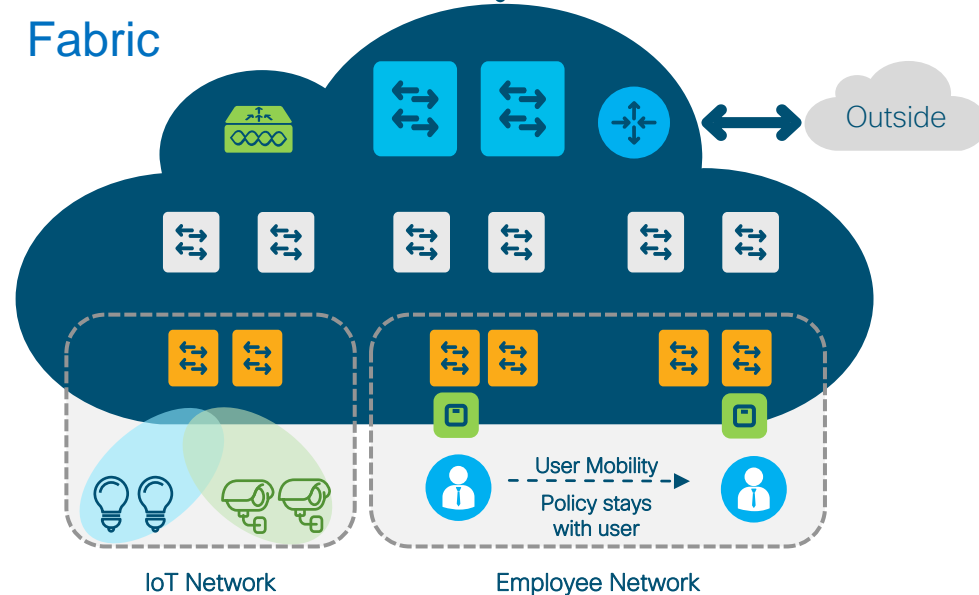 Fabric
Outside
User Mobility
Policy stays
with user
IoT Network
Employee Network